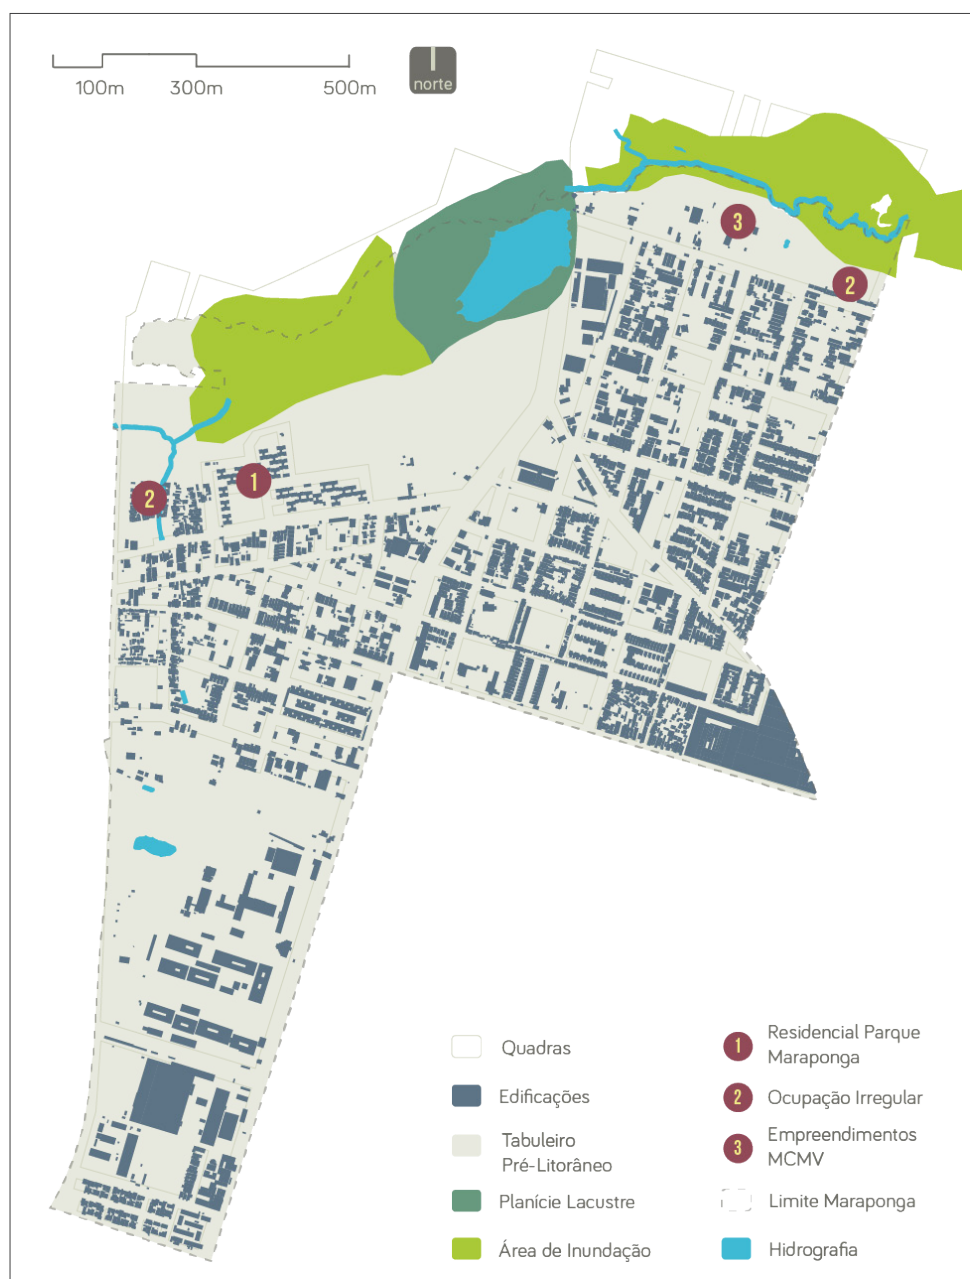 100m 300m 500m
norte
3
2
1
2
Quadras
Edificações
Tabuleiro
Pré-Litorâneo
Planície Lacustre
Área de Inundação
1 Residencial Parque
Maraponga
2 Ocupação Irregular
3 Empreendimentos
MCMV
Limite Maraponga
Hidrografia